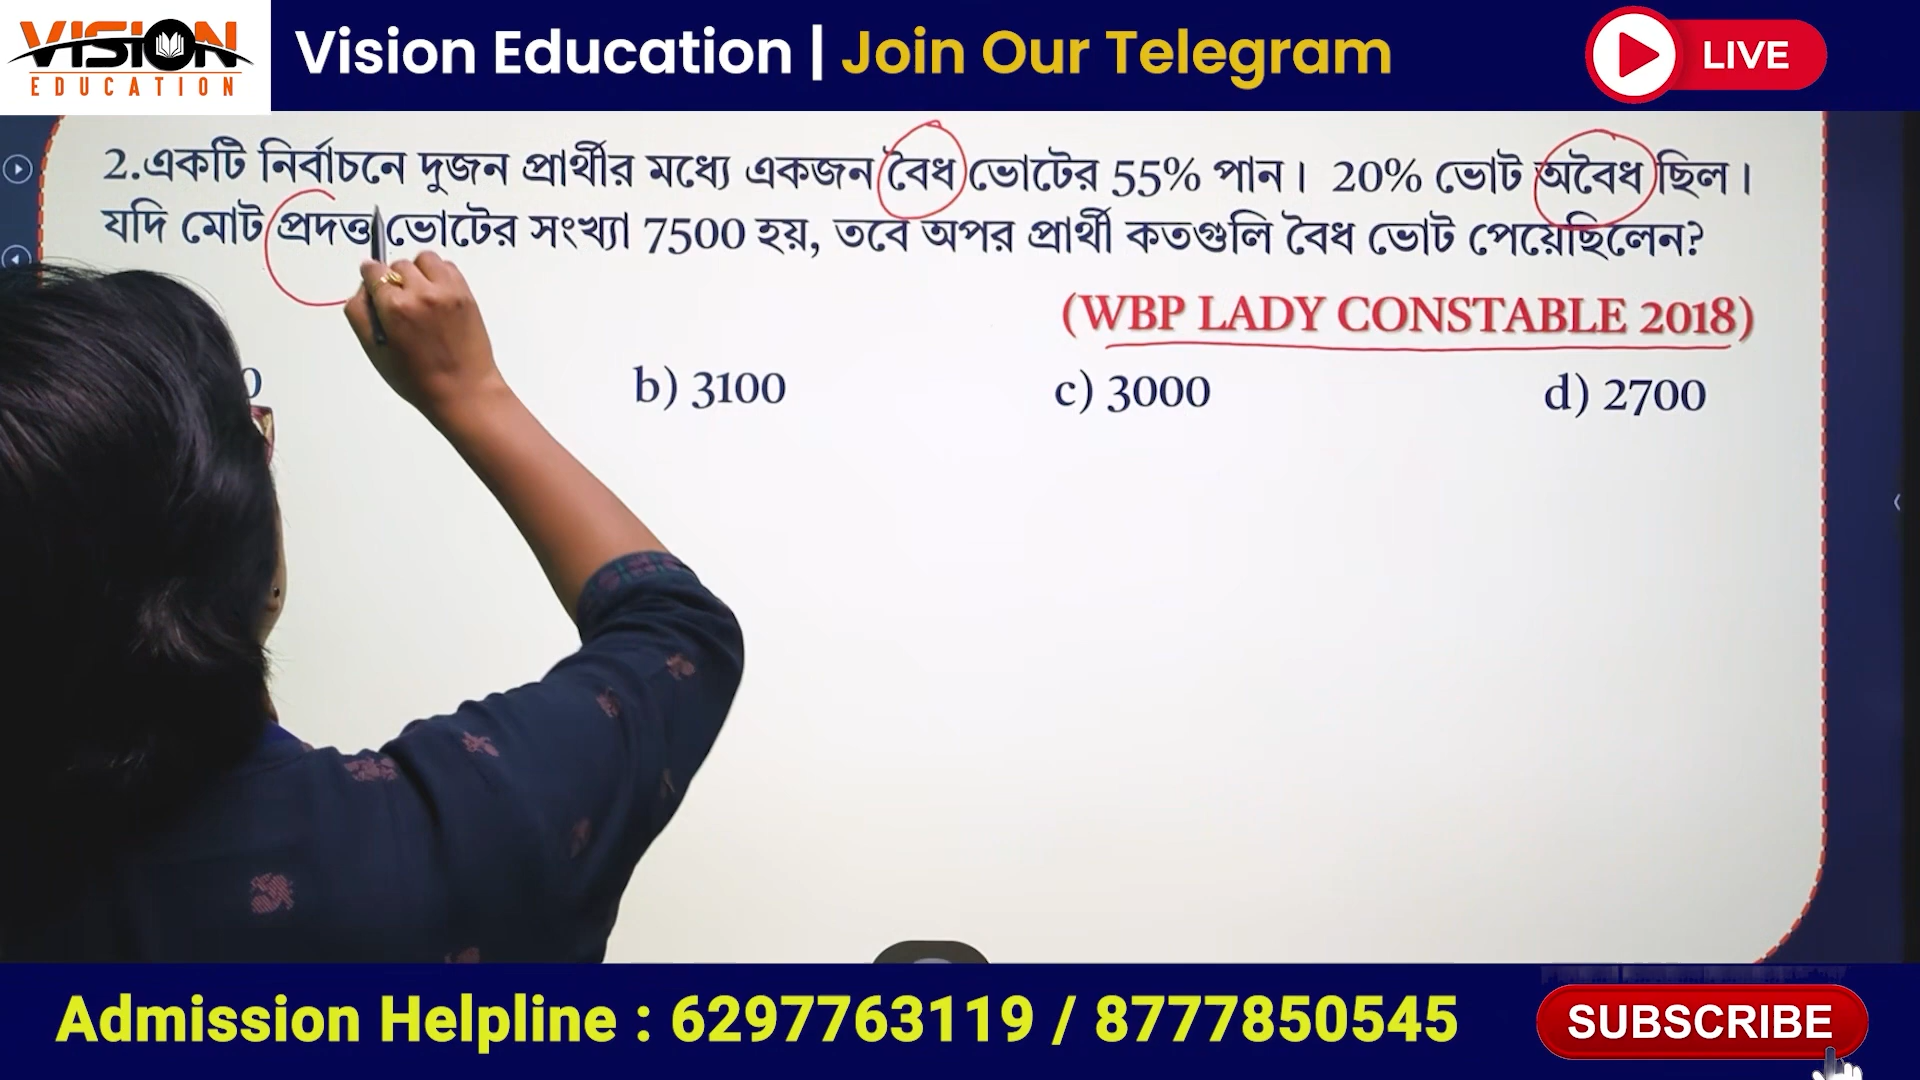 VISION
EDUCATION
Vision Education | Join Our Telegram
LIVE
2.একটি নির্বাচনে দুজন প্রার্থীর মধ্যে একজন বৈধ ভোটের 55% পান। 20% ভোট অবৈধ ছিল।
যদি মোট প্রদত্ত ভোটের সংখ্যা 7500 হয়, তবে অপর প্রার্থী কতগুলি বৈধ ভোট পেয়েছিলেন?
(WBP LADY CONSTABLE 2018)
b) 3100 c) 3000 d) 2700
Admission Helpline : 6297763119 / 8777850545
SUBSCRIBE